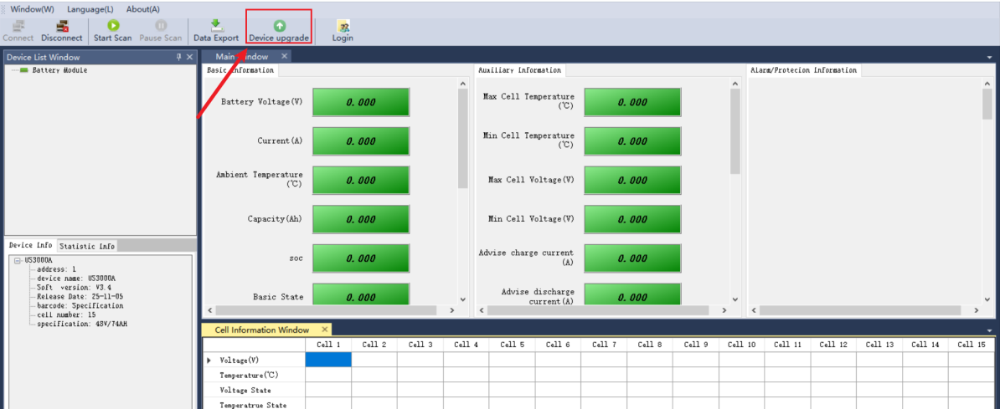 Window(W) Language(L) About(A)
Connect Disconnect Start Scan Pause Scan Data Export Device upgrade Login
Device List Window
Battery Module
Device Info Statistic Info
US3000A
address: 1
device name: US3000A
Soft version: V3.4
Release Date: 25-11-05
barcode: Specification
cell number: 15
specification: 48V/74AH
Main Window
Basic Information
Battery Voltage(V) 0.000
Current(A) 0.000
Ambient Temperature
(℃) 0.000
Capacity(Ah) 0.000
soc 0.000
Basic State 0.000
Auxiliary Information
Max Cell Temperature
(℃) 0.000
Min Cell Temperature
(℃) 0.000
Max Cell Voltage(V) 0.000
Min Cell Voltage(V) 0.000
Advise charge current
(A) 0.000
Advise discharge
current(A) 0.000
Alarm/Protecion Information
Cell Information Window
Cell 1 Cell 2 Cell 3 Cell 4 Cell 5 Cell 6 Cell 7 Cell 8 Cell 9 Cell 10 Cell 11 Cell 12 Cell 13 Cell 14 Cell 15
Voltage(V)
Temperature(℃)
Voltage State
Temperatrue State